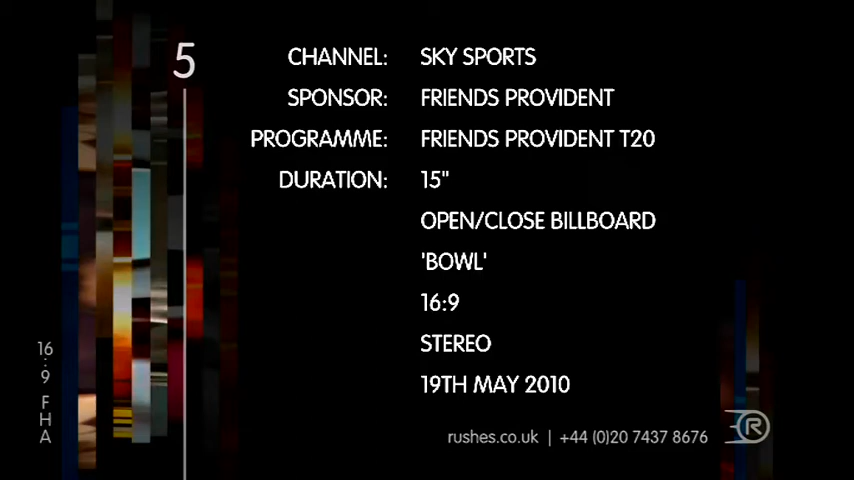 5
CHANNEL: SKY SPORTS
SPONSOR: FRIENDS PROVIDENT
PROGRAMME: FRIENDS PROVIDENT T20
DURATION: 15"
OPEN/CLOSE BILLBOARD
'BOWL'
16:9
STEREO
19TH MAY 2010
16:9 FHA
rushes.co.uk | +44 (0)20 7437 8676
R